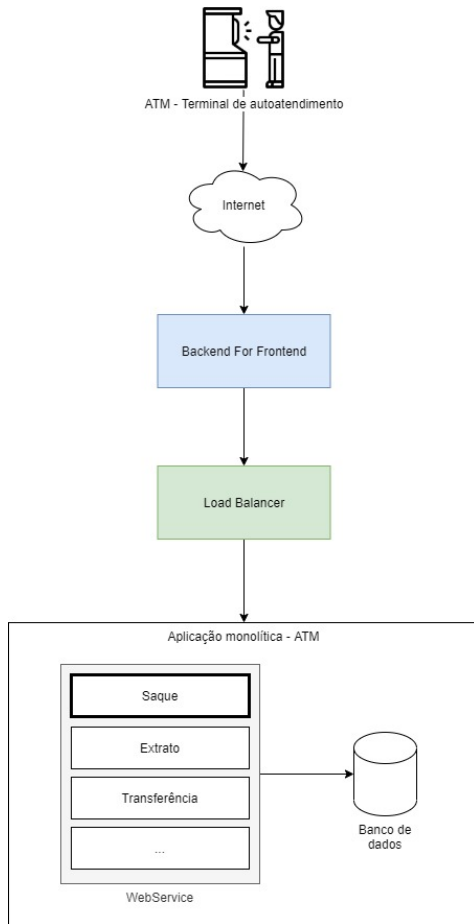 ATM - Terminal de autoatendimento
Internet
Backend For Frontend
Load Balancer
Aplicação monolítica - ATM
Saque
Extrato
Transferência
...
Banco de
dados
WebService